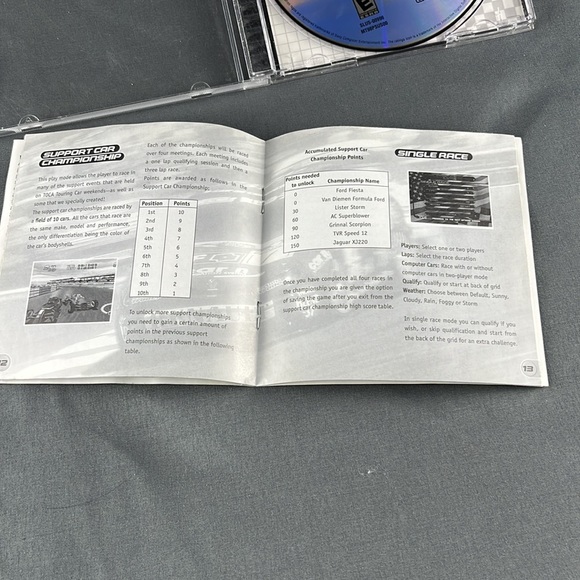 SUPPORT CAR
CHAMPIONSHIP
This play mode allows the player to race in
many of the support events that are held
on TOCA Touring Car weekends—as well as
some that we specially created!
The support car championships are raced by
a field of 10 cars. All the cars that race are
the same make, model and performance,
the only differentiation being the color of
the car's bodyshell.
Each of the championships will be raced
over four meetings. Each meeting includes
a one lap qualifying session and then a
three lap race.
Points are awarded as follows in the
Support Car Championship:
Position Points
1st 10
2nd 9
3rd 8
4th 7
5th 6
6th 5
7th 4
8th 3
9th 2
10th 1
To unlock more support championships
you need to gain a certain amount of
points in the previous support
championships as shown in the following
table.
Accumulated Support Car
Championship Points
Points needed
to unlock Championship Name
0 Ford Fiesta
0 Van Diemen Formula Ford
30 Lister Storm
60 AC Superblower
90 Grinnal Scorpion
120 TVR Speed 12
150 Jaguar XJ220
Once you have completed all four races in
the championship you are given the option
of saving the game after you exit from the
support car championship high score table.
SINGLE RACE
Players: Select one or two players
Laps: Select the race duration
Computer Cars: Race with or without
computer cars in two-player mode
Qualify: Qualify or start at back of grid
Weather: Choose between Default, Sunny,
Cloudy, Rain, Foggy or Storm.
In single race mode you can qualify if you
wish, or skip qualification and start from
the back of the grid for an extra challenge.
13